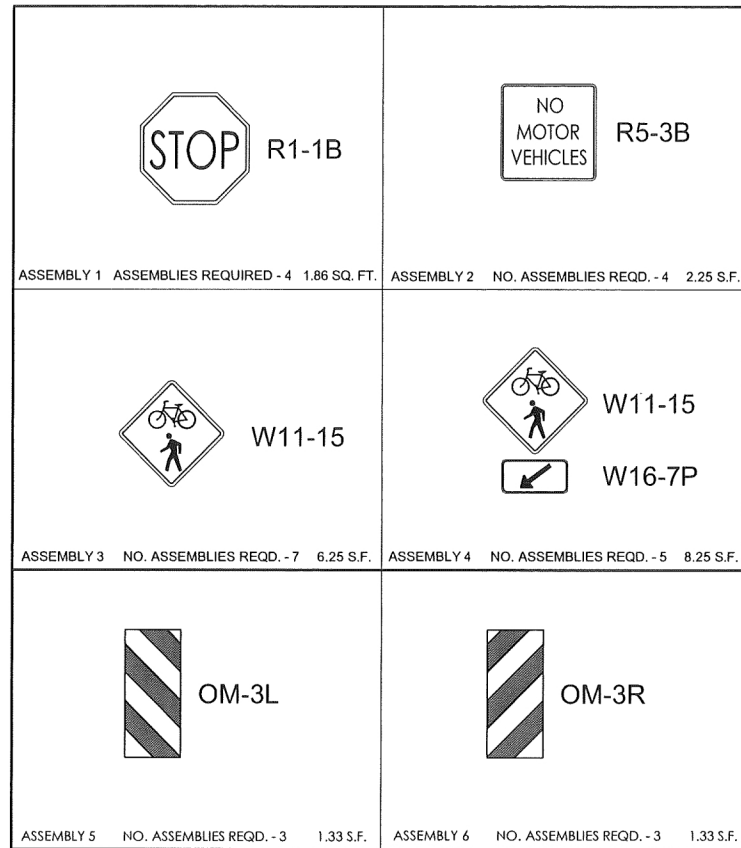 STOP R1-1B
ASSEMBLY 1 ASSEMBLIES REQUIRED - 4 1.86 SQ. FT.
NO
MOTOR
VEHICLES
R5-3B
ASSEMBLY 2 NO. ASSEMBLIES REQD. - 4 2.25 S.F.
W11-15
ASSEMBLY 3 NO. ASSEMBLIES REQD. - 7 6.25 S.F.
W11-15
W16-7P
ASSEMBLY 4 NO. ASSEMBLIES REQD. - 5 8.25 S.F.
OM-3L
ASSEMBLY 5 NO. ASSEMBLIES REQD. - 3 1.33 S.F.
OM-3R
ASSEMBLY 6 NO. ASSEMBLIES REQD. - 3 1.33 S.F.